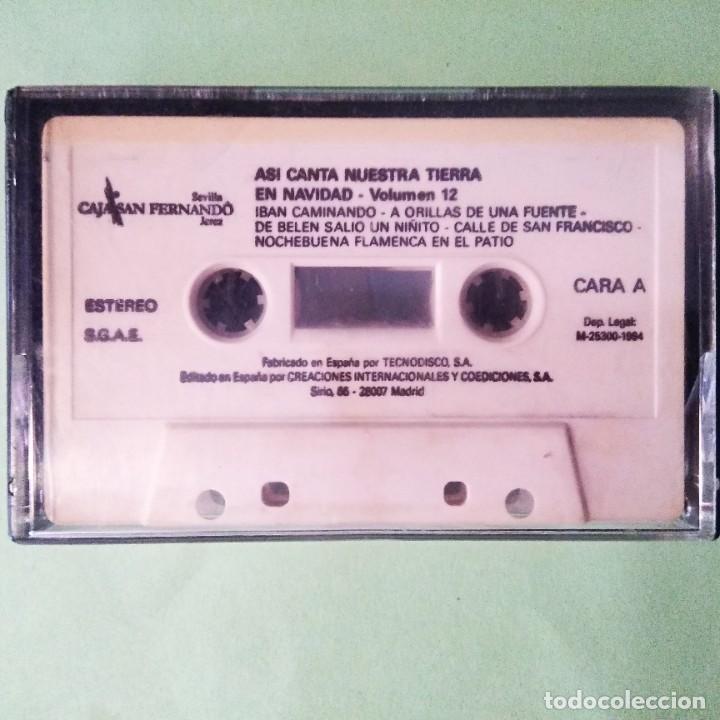 ASI CANTA NUESTRA TIERRA
EN NAVIDAD - Volumen 12
IBAN CAMINANDO - A ORILLAS DE UNA FUENTE -
DE BELEN SALIO UN NIÑITO - CALLE DE SAN FRANCISCO -
NOCHEBUENA FLAMENCA EN EL PATIO
Sevilla
CAJA SAN FERNANDO
Jerez
ESTEREO
S.G.A.E.
CARA A
Dep. Legal:
M-25300-1994
Fabricado en España por TECNODISCO, S.A.
Editado en España por CREACIONES INTERNACIONALES Y COEDICIONES, S.A.
Sirio, 66 - 28007 Madrid
todocoleccion